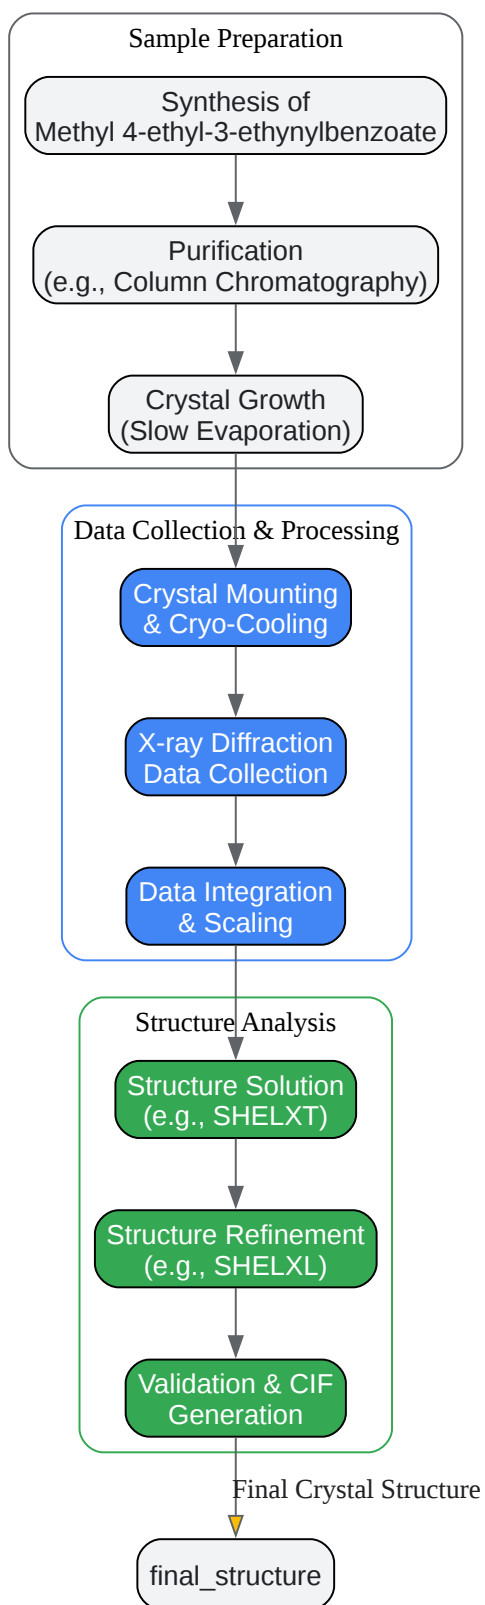 Sample Preparation
Synthesis of
Methyl 4-ethyl-3-ethynylbenzoate
Purification
(e.g., Column Chromatography)
Crystal Growth
(Slow Evaporation)
Data Collection & Processing
Crystal Mounting
& Cryo-Cooling
X-ray Diffraction
Data Collection
Data Integration
& Scaling
Structure Analysis
Structure Solution
(e.g., SHELXT)
Structure Refinement
(e.g., SHELXL)
Validation & CIF
Generation
Final Crystal Structure
final_structure